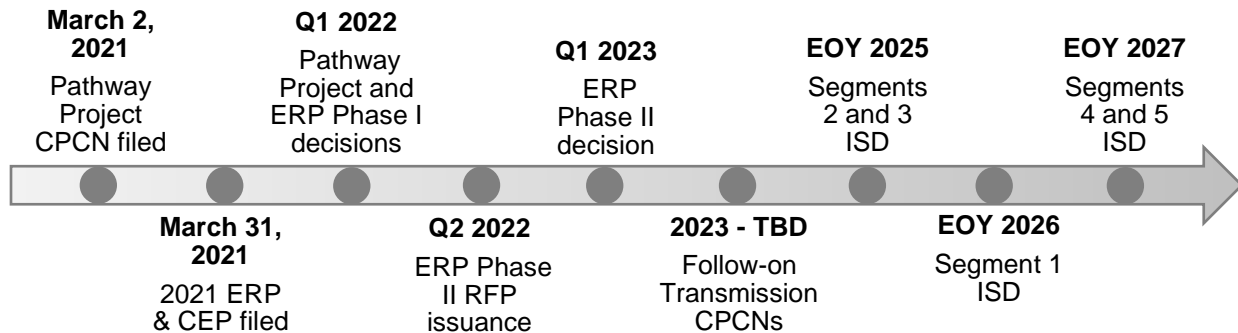 March 2,
2021
Pathway
Project
CPCN filed
March 31,
2021
2021 ERP
& CEP filed
Q1 2022
Pathway
Project and
ERP Phase I
decisions
Q2 2022
ERP Phase
II RFP
issuance
Q1 2023
ERP
Phase II
decision
2023 - TBD
Follow-on
Transmission
CPCNs
EOY 2025
Segments
2 and 3
ISD
EOY 2026
Segment 1
ISD
EOY 2027
Segments
4 and 5
ISD